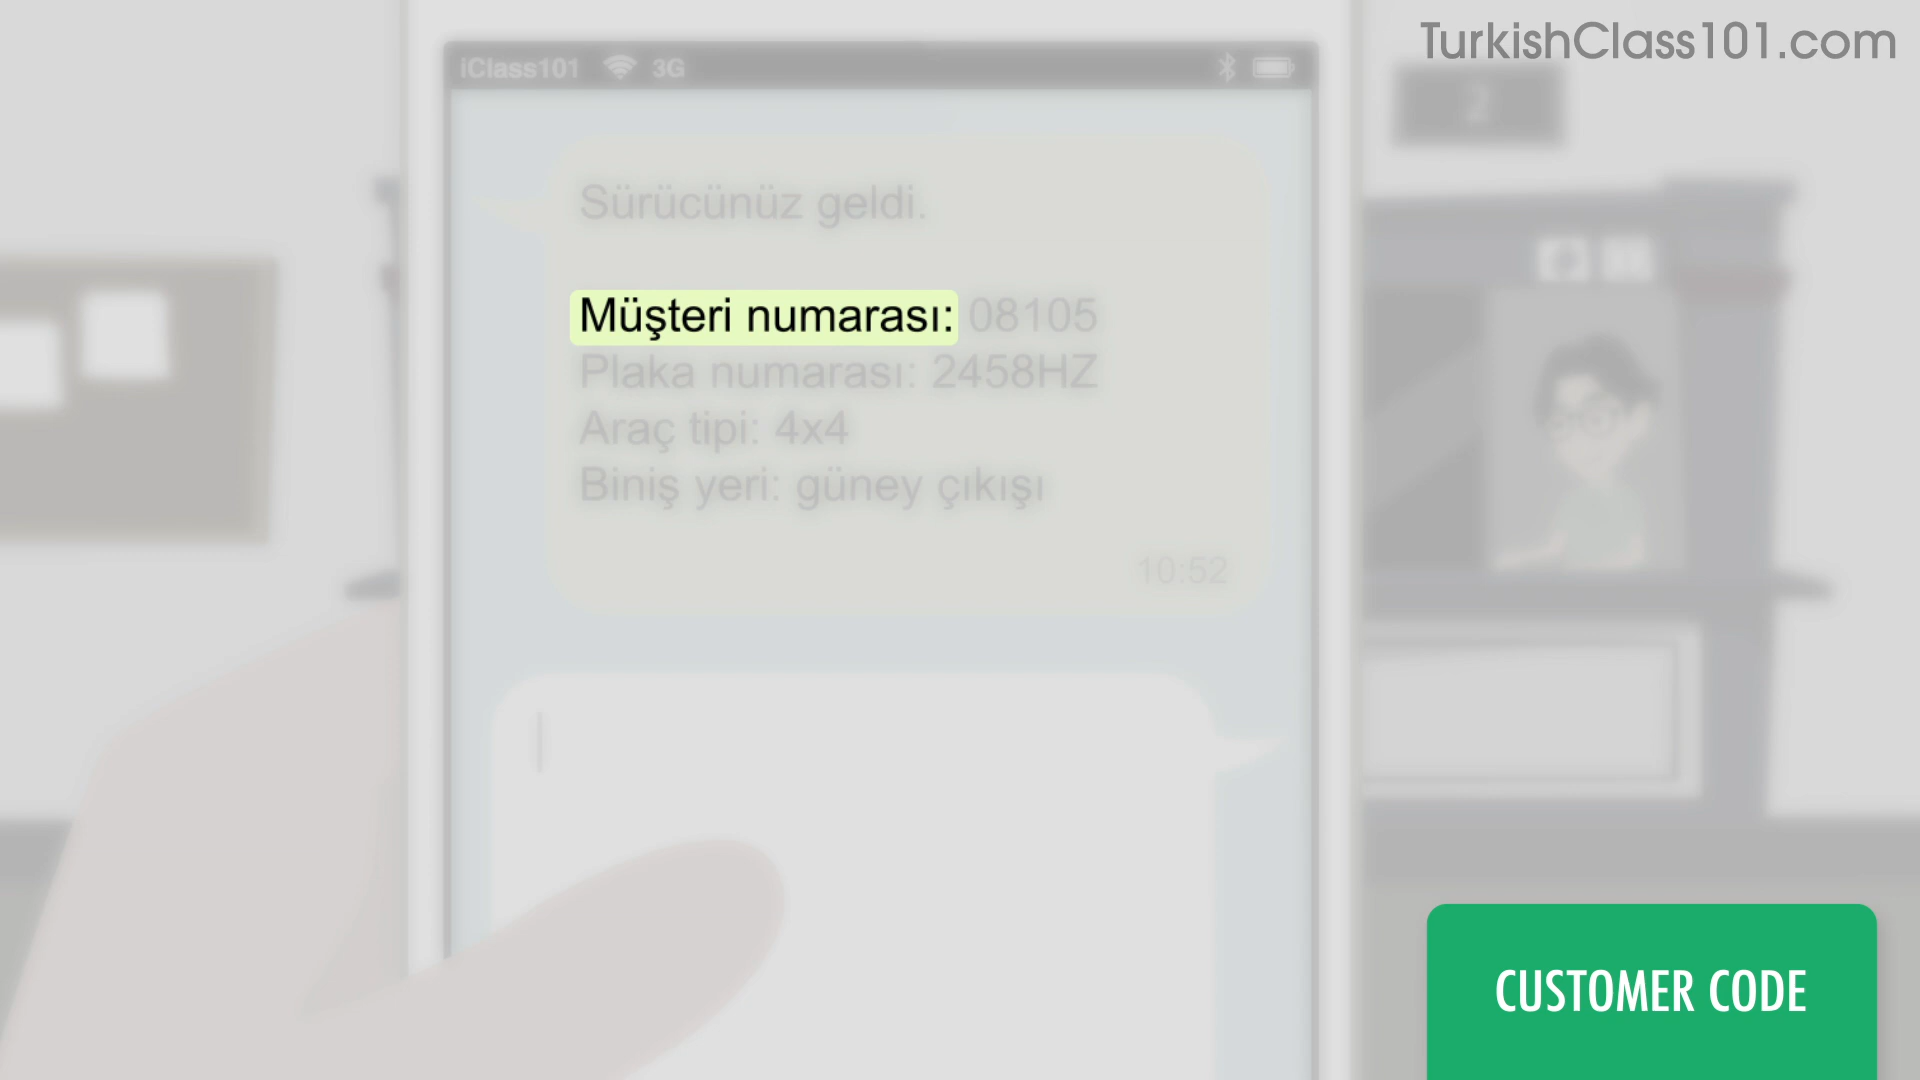 TurkishClass101.com
iClass101 3G
2
Sürücünüz geldi.
Müşteri numarası: 08105
Plaka numarası: 2458HZ
Araç tipi: 4x4
Biniş yeri: güney çıkışı
10:52
CUSTOMER CODE